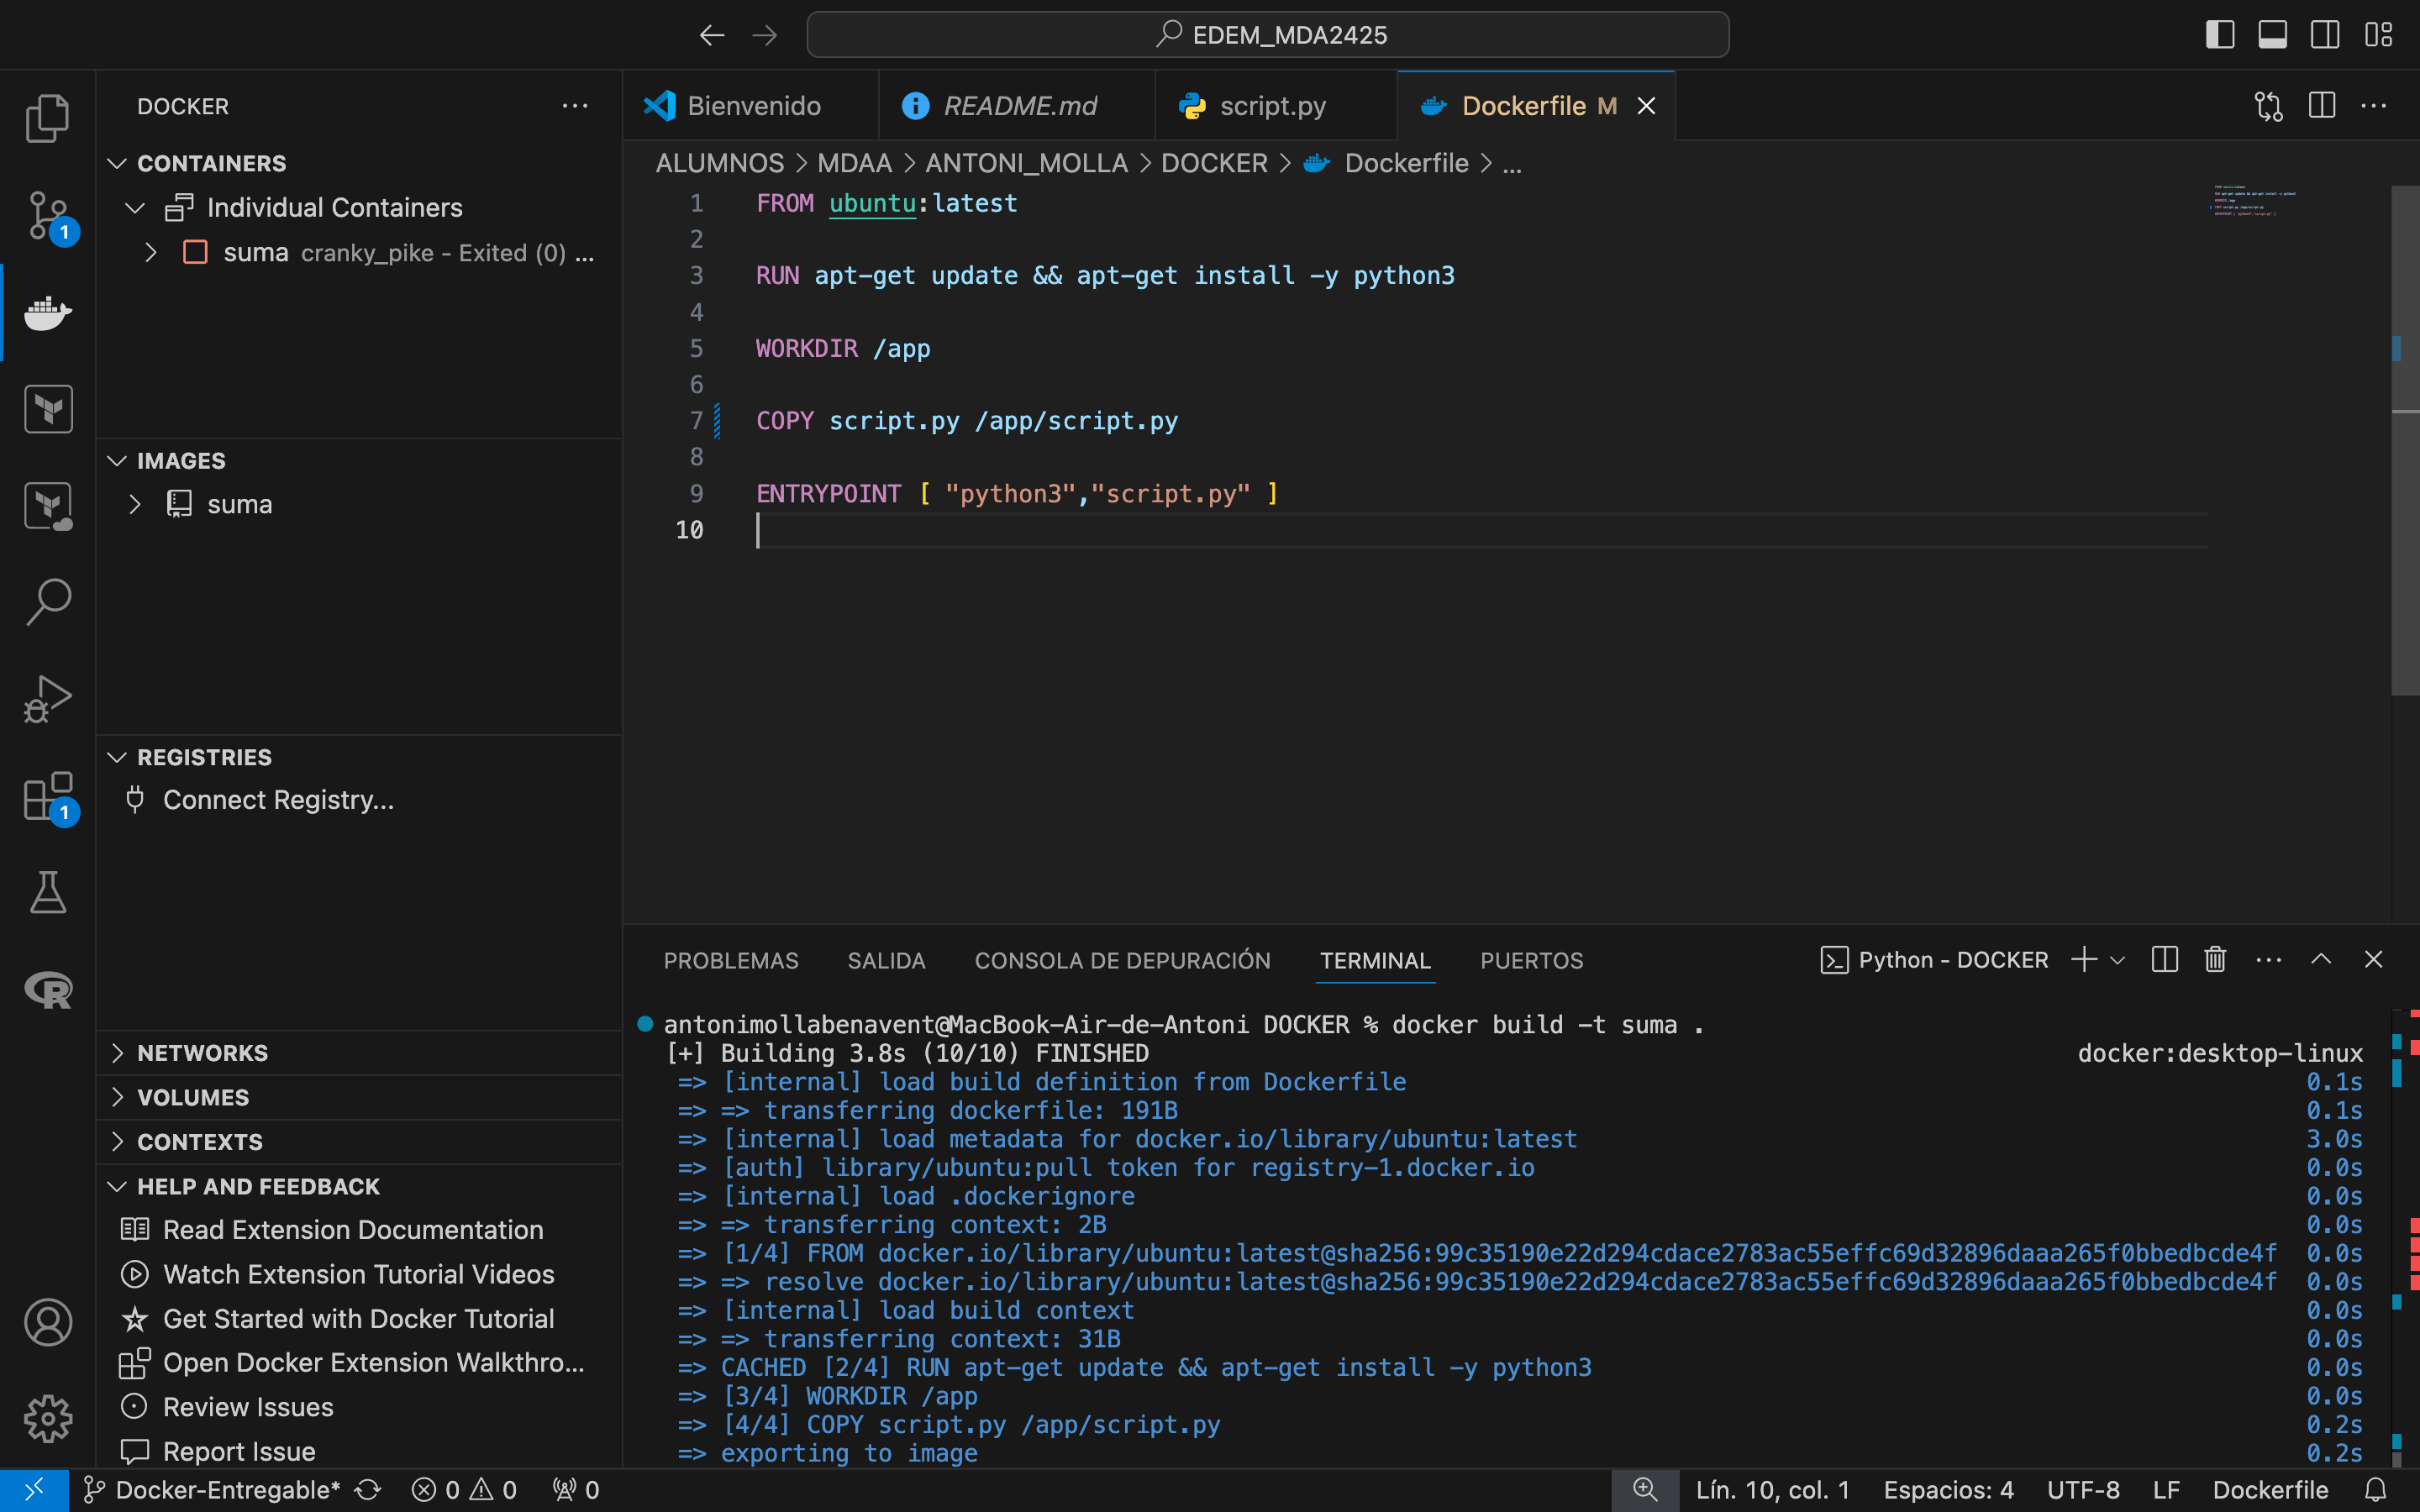 EDEM_MDA2425
DOCKER
CONTAINERS
Individual Containers
suma cranky_pike - Exited (0) ...
IMAGES
suma
REGISTRIES
Connect Registry...
NETWORKS
VOLUMES
CONTEXTS
HELP AND FEEDBACK
Read Extension Documentation
Watch Extension Tutorial Videos
Get Started with Docker Tutorial
Open Docker Extension Walkthro...
Review Issues
Report Issue
1
1
Bienvenido
README.md
script.py
Dockerfile M
ALUMNOS > MDAA > ANTONI_MOLLA > DOCKER > Dockerfile > ...
1 FROM ubuntu:latest
2
3 RUN apt-get update && apt-get install -y python3
4
5 WORKDIR /app
6
7 COPY script.py /app/script.py
8
9 ENTRYPOINT [ "python3","script.py" ]
10
PROBLEMAS SALIDA CONSOLA DE DEPURACIÓN TERMINAL PUERTOS
Python - DOCKER
antonimollabenavent@MacBook-Air-de-Antoni DOCKER % docker build -t suma .
[+] Building 3.8s (10/10) FINISHED docker:desktop-linux
=> [internal] load build definition from Dockerfile 0.1s
=> => transferring dockerfile: 191B 0.1s
=> [internal] load metadata for docker.io/library/ubuntu:latest 3.0s
=> [auth] library/ubuntu:pull token for registry-1.docker.io 0.0s
=> [internal] load .dockerignore 0.0s
=> => transferring context: 2B 0.0s
=> [1/4] FROM docker.io/library/ubuntu:latest@sha256:99c35190e22d294cdace2783ac55effc69d32896daaa265f0bbedbcde4f 0.0s
=> => resolve docker.io/library/ubuntu:latest@sha256:99c35190e22d294cdace2783ac55effc69d32896daaa265f0bbedbcde4f 0.0s
=> [internal] load build context 0.0s
=> => transferring context: 31B 0.0s
=> CACHED [2/4] RUN apt-get update && apt-get install -y python3 0.0s
=> [3/4] WORKDIR /app 0.0s
=> [4/4] COPY script.py /app/script.py 0.2s
=> exporting to image 0.2s
Docker-Entregable* 0 0 0 Lín. 10, col. 1 Espacios: 4 UTF-8 LF Dockerfile